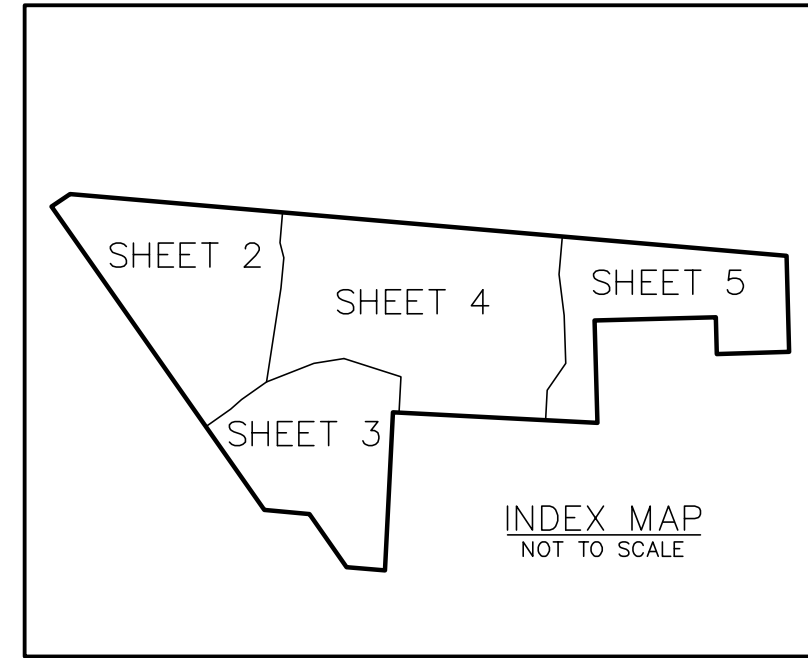 SHEET 2
SHEET 5
SHEET 4
SHEET 3
INDEX MAP
NOT TO SCALE